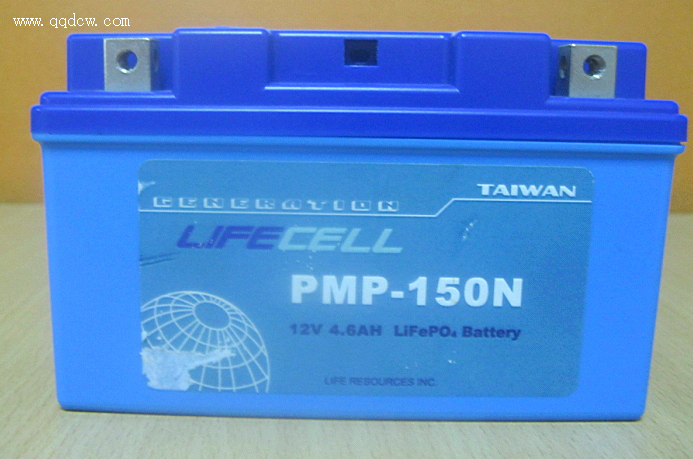 www.qqdcw.com
TAIWAN
GENERATION
LIFECELL
PMP-150N
12V 4.6AH LiFePO₄ Battery
LIFE RESOURCES INC.